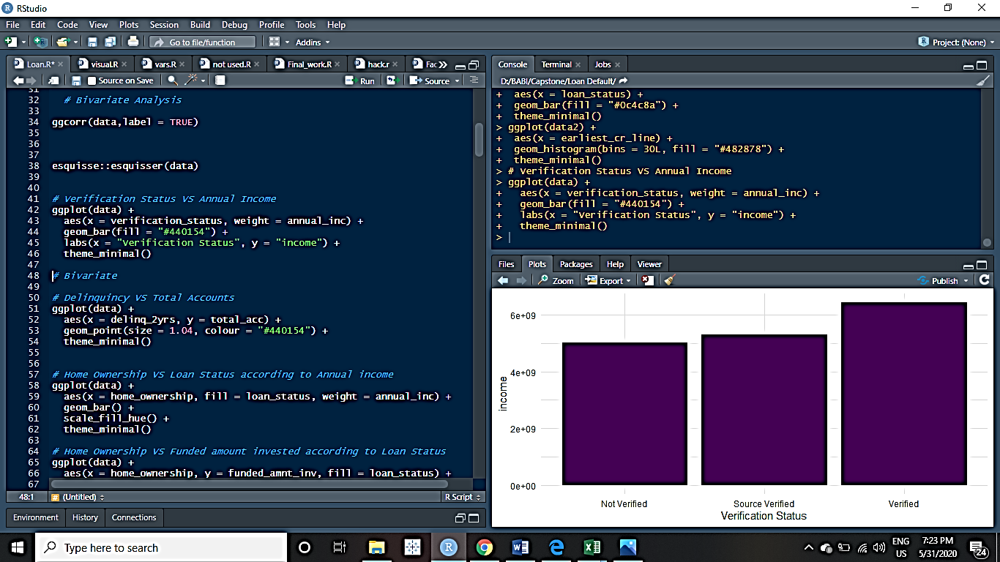 RStudio
File Edit Code View Plots Session Build Debug Profile Tools Help
Go to file/function Addins Project: (None)
Loan.R* visual.R vars.R not used.R Final_work.R hack.r Fac
Source on Save Run Source
31
32 # Bivariate Analysis
33
34 ggcorr(data,label = TRUE)
35
36
37
38 esquisse::esquisser(data)
39
40
41 # Verification Status VS Annual Income
42 ggplot(data) +
43 aes(x = verification_status, weight = annual_inc) +
44 geom_bar(fill = "#440154") +
45 labs(x = "Verification Status", y = "income") +
46 theme_minimal()
47
48 # Bivariate
49
50 # Delinquincy VS Total Accounts
51 ggplot(data) +
52 aes(x = delinq_2yrs, y = total_acc) +
53 geom_point(size = 1.04, colour = "#440154") +
54 theme_minimal()
55
56
57 # Home Ownership VS Loan Status according to Annual income
58 ggplot(data) +
59 aes(x = home_ownership, fill = loan_status, weight = annual_inc) +
60 geom_bar() +
61 scale_fill_hue() +
62 theme_minimal()
63
64 # Home Ownership VS Funded amount invested according to Loan Status
65 ggplot(data) +
66 aes(x = home_ownership, y = funded_amnt_inv, fill = loan_status) +
67
48:1 # (Untitled) R Script
Environment History Connections
Console Terminal Jobs
D:/BABI/Capstone/Loan Default/
+ aes(x = loan_status) +
+ geom_bar(fill = "#0c4c8a") +
+ theme_minimal()
> ggplot(data2) +
+ aes(x = earliest_cr_line) +
+ geom_histogram(bins = 30L, fill = "#482878") +
+ theme_minimal()
> # Verification Status VS Annual Income
> ggplot(data) +
+ aes(x = verification_status, weight = annual_inc) +
+ geom_bar(fill = "#440154") +
+ labs(x = "Verification Status", y = "income") +
+ theme_minimal()
>
Files Plots Packages Help Viewer
Zoom Export Publish
6e+09
4e+09
2e+09
0e+00
income
Not Verified Source Verified Verified
Verification Status
Type here to search
ENG
US
7:23 PM
5/31/2020
24